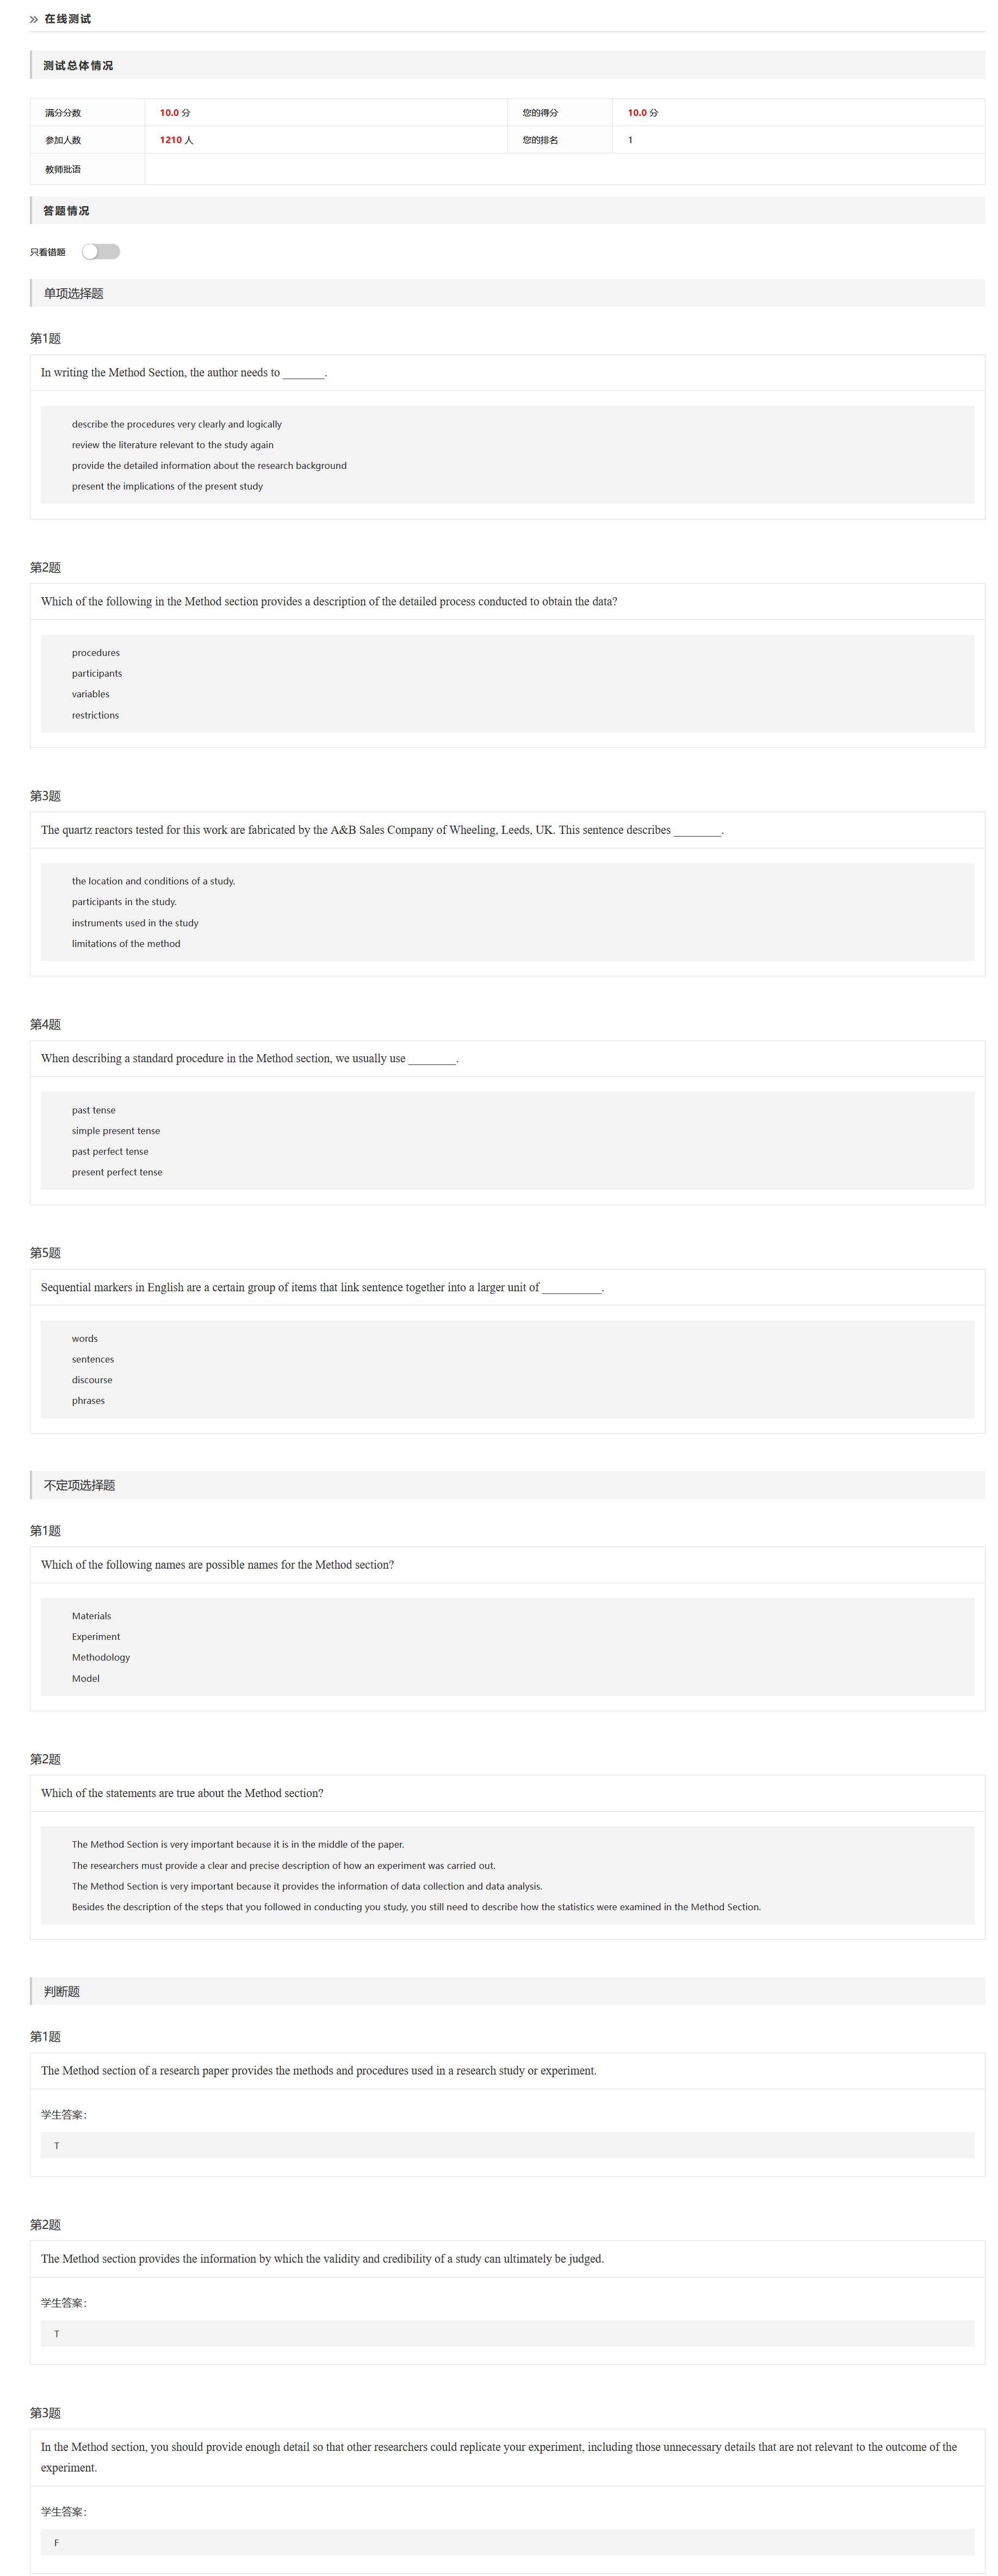 在线测试
测试总体情况
满分分数 10.0 分 您的得分 10.0 分
参加人数 1210 人 您的排名 1
教师批语
答题情况
只看错题
单项选择题
第1题
In writing the Method Section, the author needs to _______.
describe the procedures very clearly and logically
review the literature relevant to the study again
provide the detailed information about the research background
present the implications of the present study
第2题
Which of the following in the Method section provides a description of the detailed process conducted to obtain the data?
procedures
participants
variables
restrictions
第3题
The quartz reactors tested for this work are fabricated by the A&B Sales Company of Wheeling, Leeds, UK. This sentence describes ________.
the location and conditions of a study.
participants in the study.
instruments used in the study
limitations of the method
第4题
When describing a standard procedure in the Method section, we usually use ________.
past tense
simple present tense
past perfect tense
present perfect tense
第5题
Sequential markers in English are a certain group of items that link sentence together into a larger unit of __________.
words
sentences
discourse
phrases
不定项选择题
第1题
Which of the following names are possible names for the Method section?
Materials
Experiment
Methodology
Model
第2题
Which of the statements are true about the Method section?
The Method Section is very important because it is in the middle of the paper.
The researchers must provide a clear and precise description of how an experiment was carried out.
The Method Section is very important because it provides the information of data collection and data analysis.
Besides the description of the steps that you followed in conducting you study, you still need to describe how the statistics were examined in the Method Section.
判断题
第1题
The Method section of a research paper provides the methods and procedures used in a research study or experiment.
学生答案：
T
第2题
The Method section provides the information by which the validity and credibility of a study can ultimately be judged.
学生答案：
T
第3题
In the Method section, you should provide enough detail so that other researchers could replicate your experiment, including those unnecessary details that are not relevant to the outcome of the
experiment.
学生答案：
F